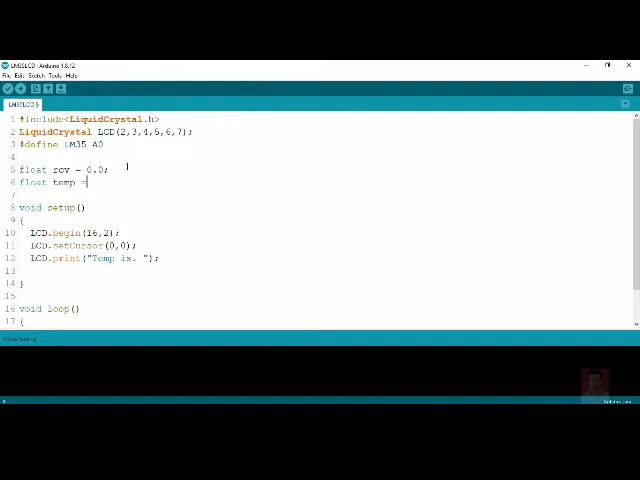 LM35LCD | Arduino 1.8.12
File Edit Sketch Tools Help
LM35LCD §
1 #include<LiquidCrystal.h>
2 LiquidCrystal LCD(2,3,4,5,6,7);
3 #define LM35 A0
4
5 float rcv = 0.0;
6 float temp =
7
8 void setup()
9 {
10 LCD.begin(16,2);
11 LCD.setCursor(0,0);
12 LCD.print("Temp is. ");
13
14 }
15
16 void loop()
17 {
Done Saving.
6
Arduino Uno